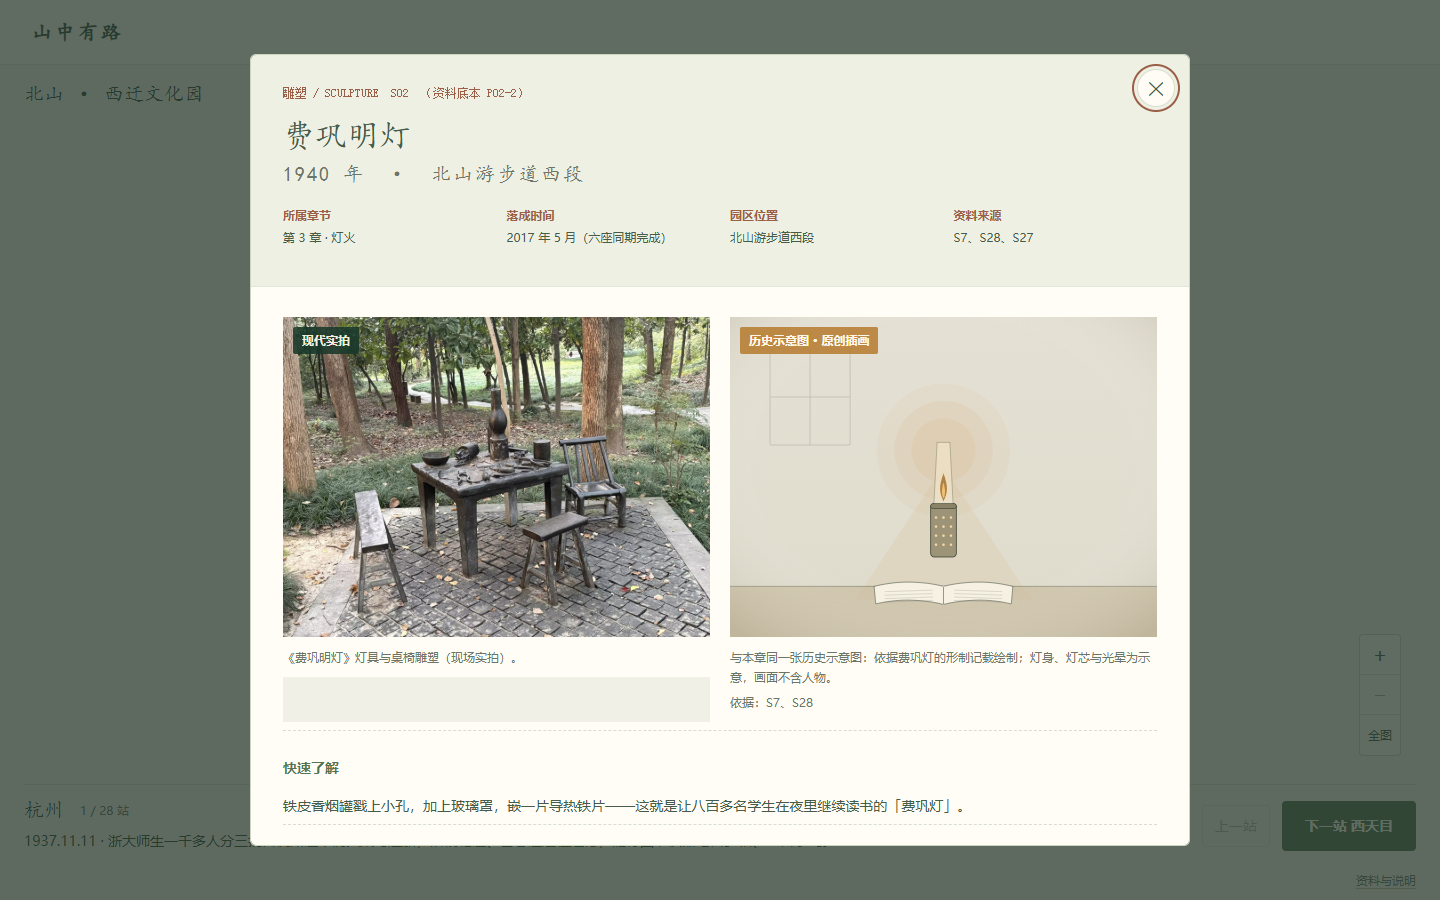 山中有路
北山 • 西迁文化园
雕塑 / SCULPTURE S02 （资料底本 P02-2）
费巩明灯
1940 年 • 北山游步道西段
所属章节
第 3 章 · 灯火
落成时间
2017 年 5 月（六座同期完成）
园区位置
北山游步道西段
资料来源
S7、S28、S27
现代实拍
历史示意图 • 原创插画
《费巩明灯》灯具与桌椅雕塑（现场实拍）。
与本章同一张历史示意图：依据费巩灯的形制记载绘制；灯身、灯芯与光晕为示
意，画面不含人物。
依据：S7、S28
快速了解
铁皮香烟罐戳上小孔，加上玻璃罩，嵌一片导热铁片——这就是让八百多名学生在夜里继续读书的「费巩灯」。
+
−
全图
杭州 1 / 28 站
1937.11.11 · 浙大师生一千多人分三
上一站
下一站 西天目
资料与说明